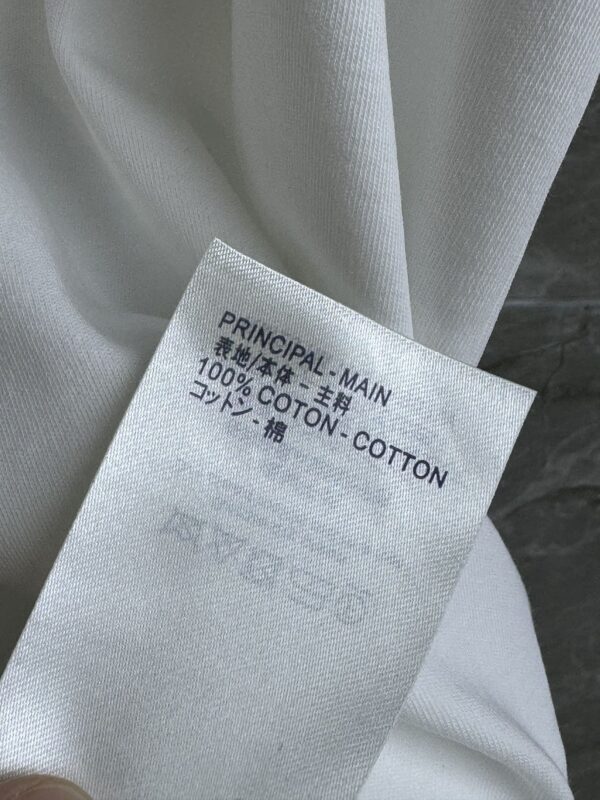 PRINCIPAL - MAIN
表地/本体 - 主料
100% COTON - COTTON
コットン - 棉